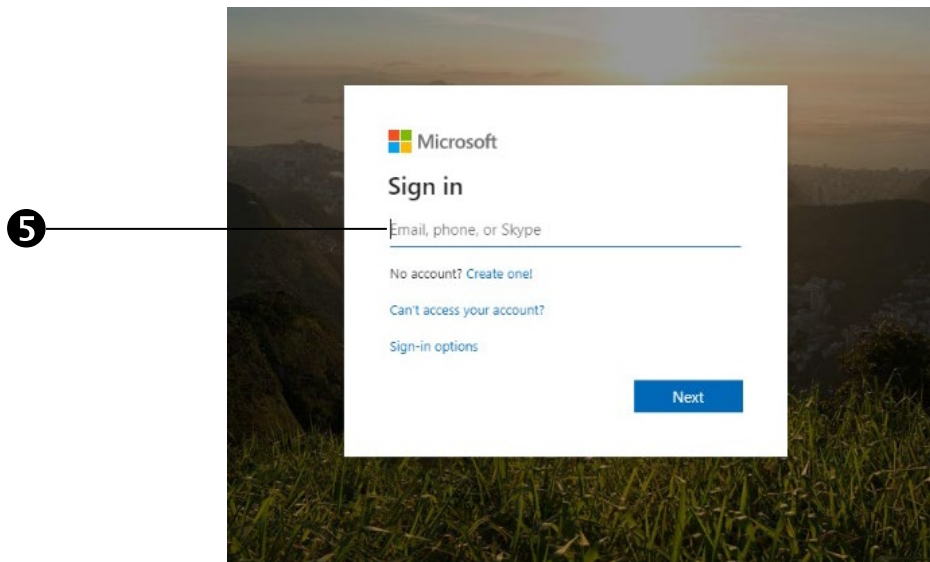 Microsoft
Sign in
5
Email, phone, or Skype
No account? Create one!
Can't access your account?
Sign-in options
Next